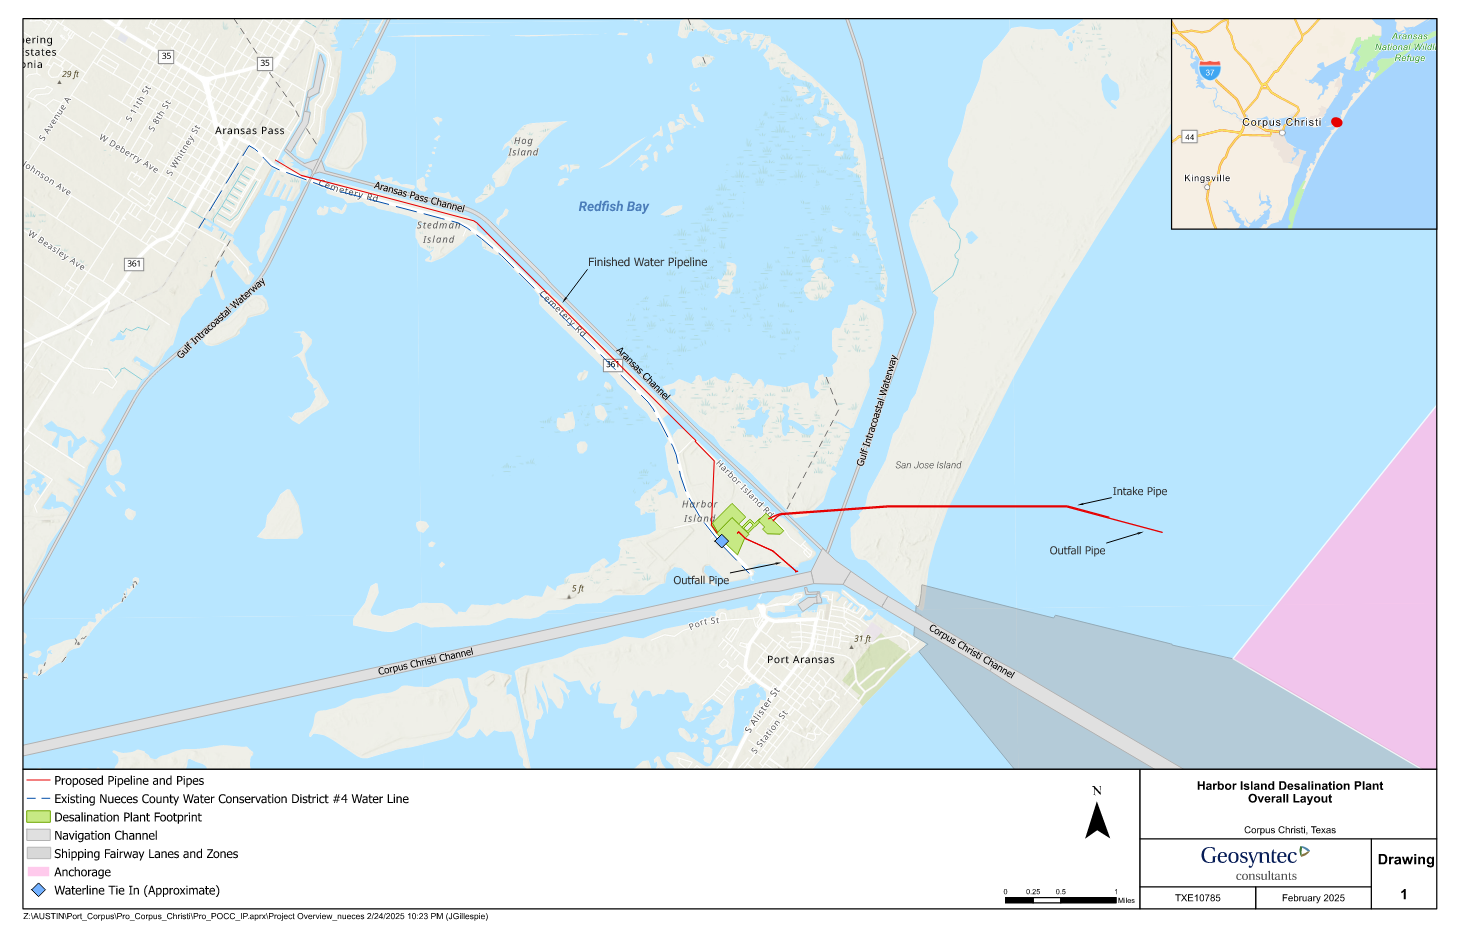 ering
states
onia
35
35
29 ft
S Avenue A
S 11th St
S 8th St
Aransas Pass
W Deberry Ave
S Whitney St
Johnson Ave
W Beasley Ave
361
Gulf Intracoastal Waterway
Cemetery Rd
Aransas Pass Channel
Hog
Island
Stedman
Island
Redfish Bay
Finished Water Pipeline
Cemetery Rd
361
Aransas Channel
Gulf Intracoastal Waterway
San Jose Island
Harbor Island Rd
Harbor
Island
Intake Pipe
Outfall Pipe
Outfall Pipe
5 ft
Port St
31 ft
Port Aransas
Corpus Christi Channel
Corpus Christi Channel
S Alister St
S Station St
Aransas
National Wildl
Refuge
37
Corpus Christi
44
Kingsville
Proposed Pipeline and Pipes
Existing Nueces County Water Conservation District #4 Water Line
Desalination Plant Footprint
Navigation Channel
Shipping Fairway Lanes and Zones
Anchorage
Waterline Tie In (Approximate)
N
0 0.25 0.5 1
Miles
Harbor Island Desalination Plant
Overall Layout
Corpus Christi, Texas
Geosyntec
consultants
Drawing
1
TXE10785
February 2025
Z:\AUSTIN\Port_Corpus\Pro_Corpus_Christi\Pro_POCC_IP.aprx\Project Overview_nueces 2/24/2025 10:23 PM (JGillespie)